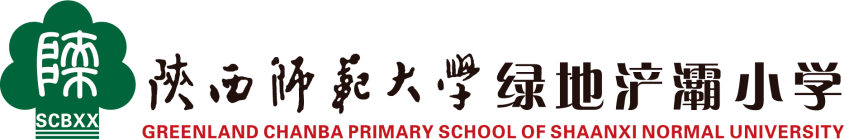 陕
SCBXX
陕西师范大學绿地浐灞小学
GREENLAND CHANBA PRIMARY SCHOOL OF SHAANXI NORMAL UNIVERSITY